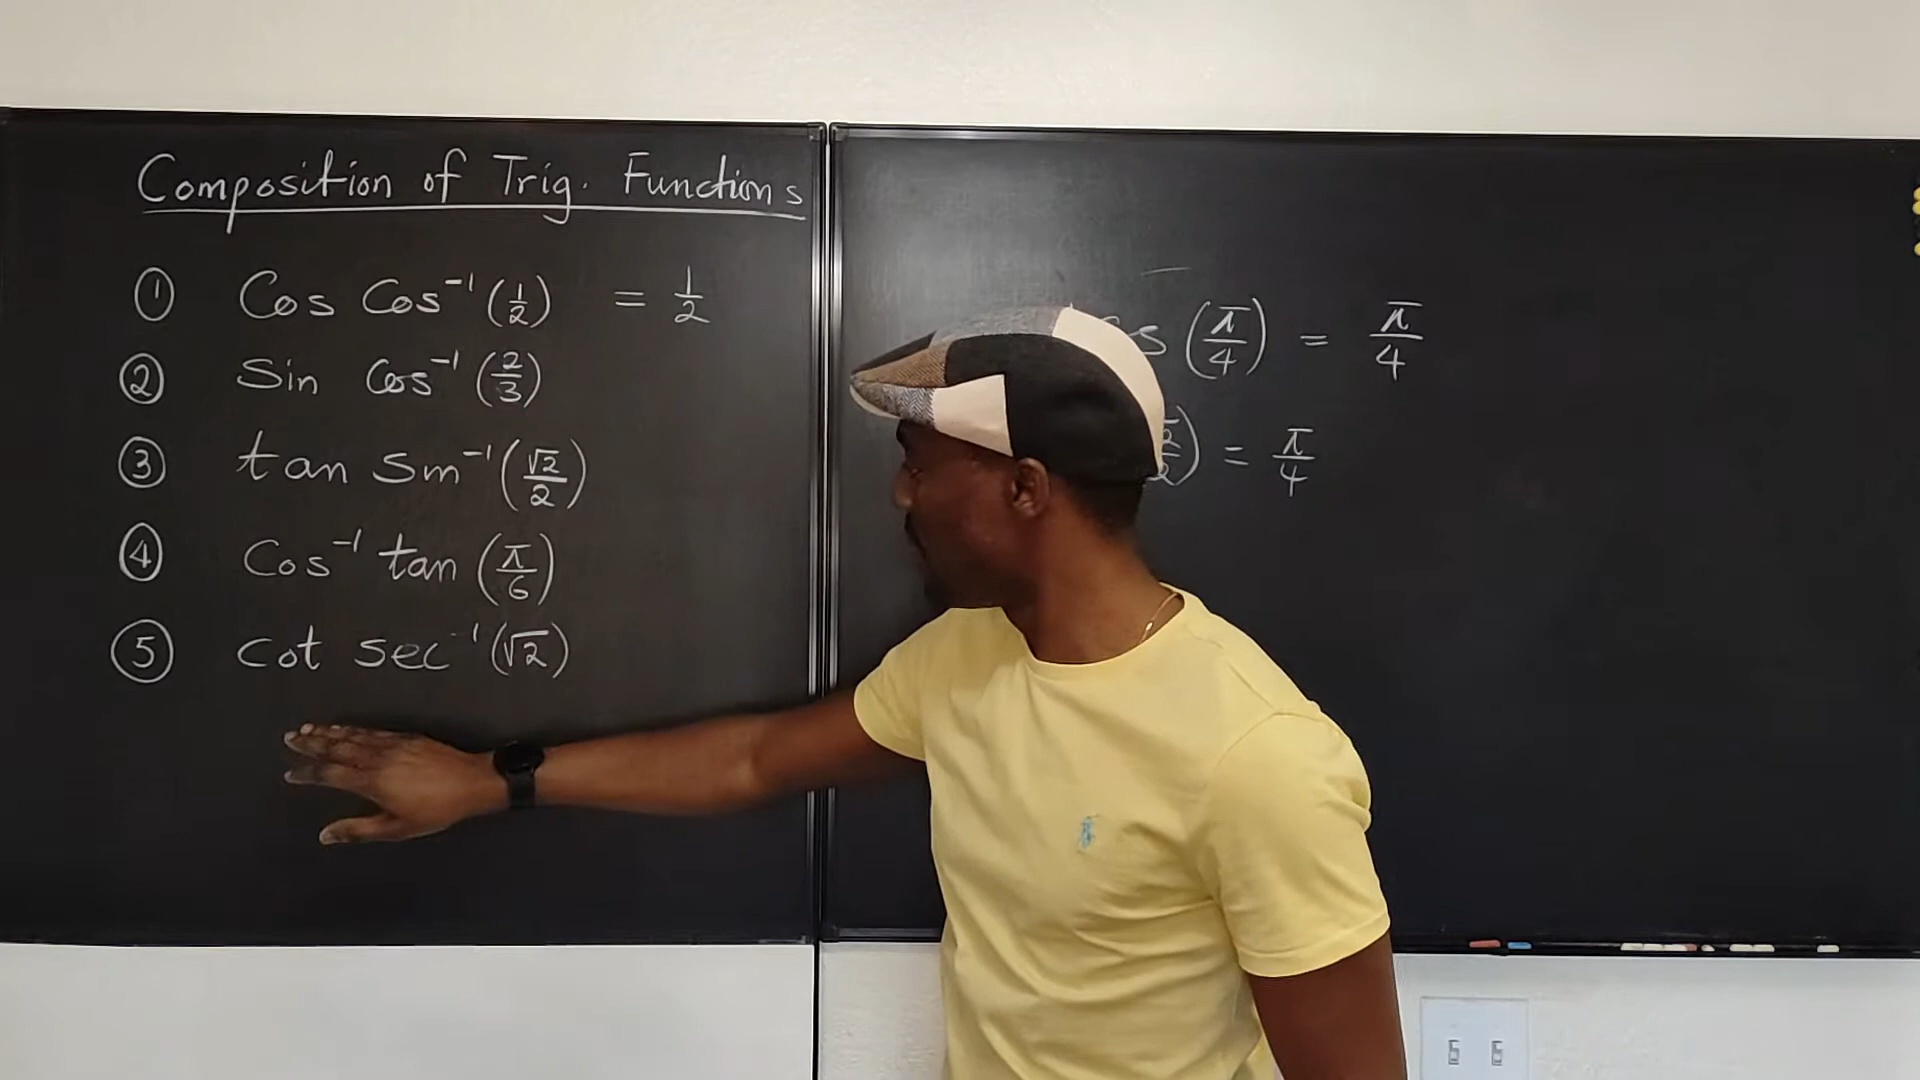 Composition of Trig. Functions
① Cos Cos⁻¹(1/2) = 1/2
② Sin Cos⁻¹(2/3)
③ tan Sin⁻¹(√2/2)
④ Cos⁻¹ tan(π/6)
⑤ cot sec⁻¹(√2)
s(π/4) = π/4
) = π/4